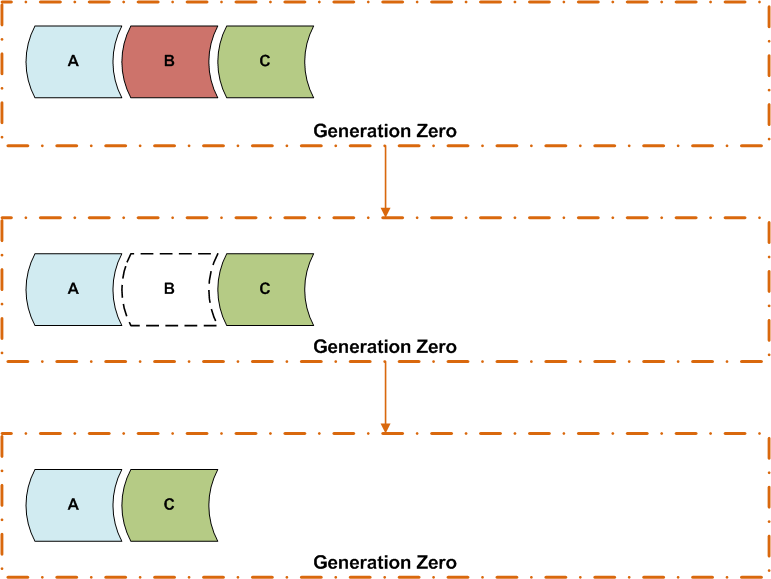 A B C
Generation Zero
A B C
Generation Zero
A C
Generation Zero